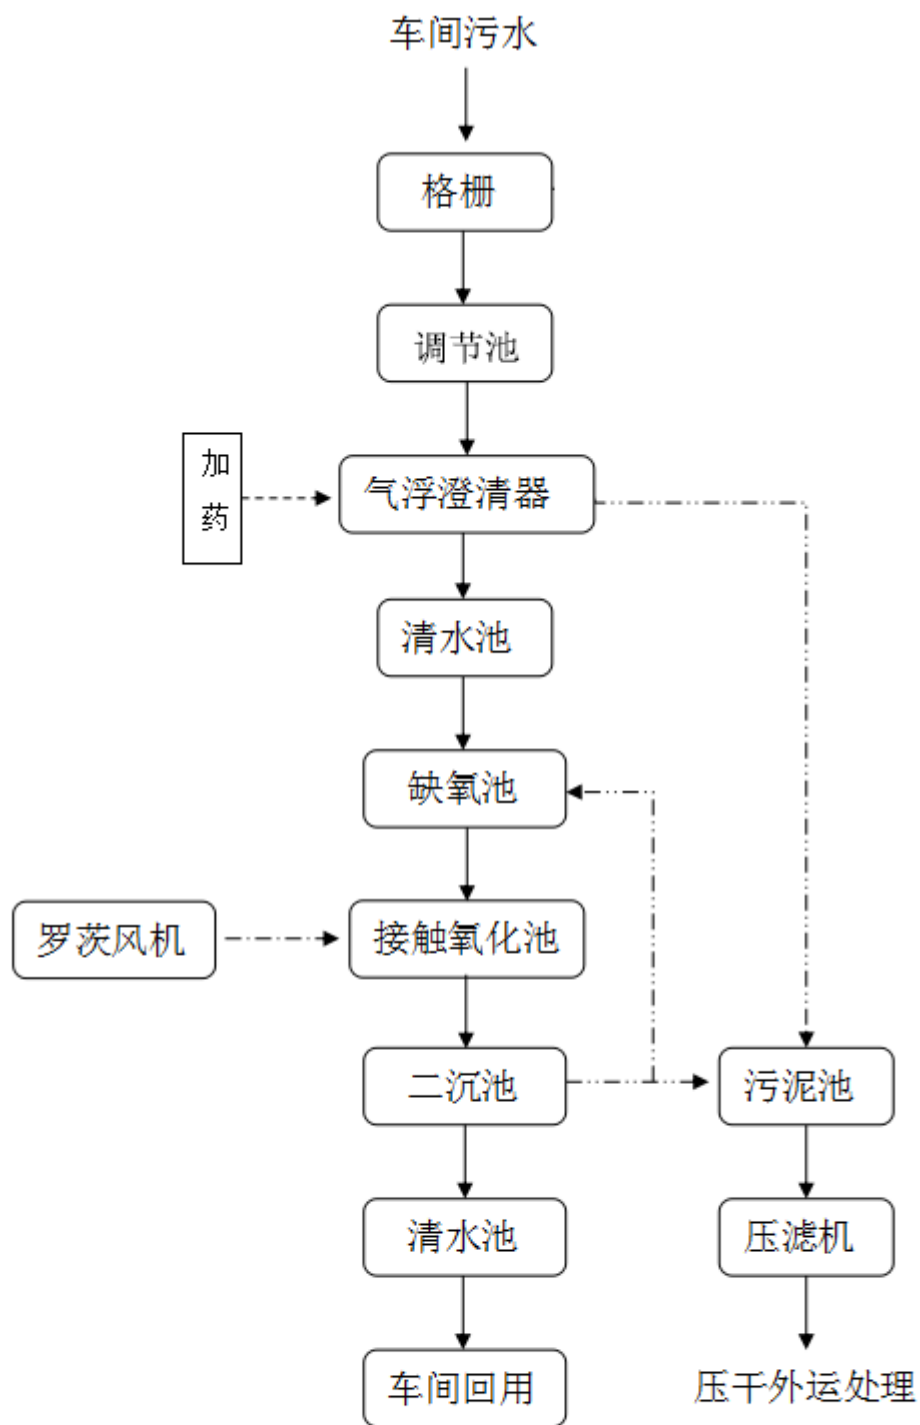 车间污水
格栅
调节池
加
药
气浮澄清器
清水池
缺氧池
罗茨风机
接触氧化池
二沉池
污泥池
清水池
压滤机
车间回用
压干外运处理